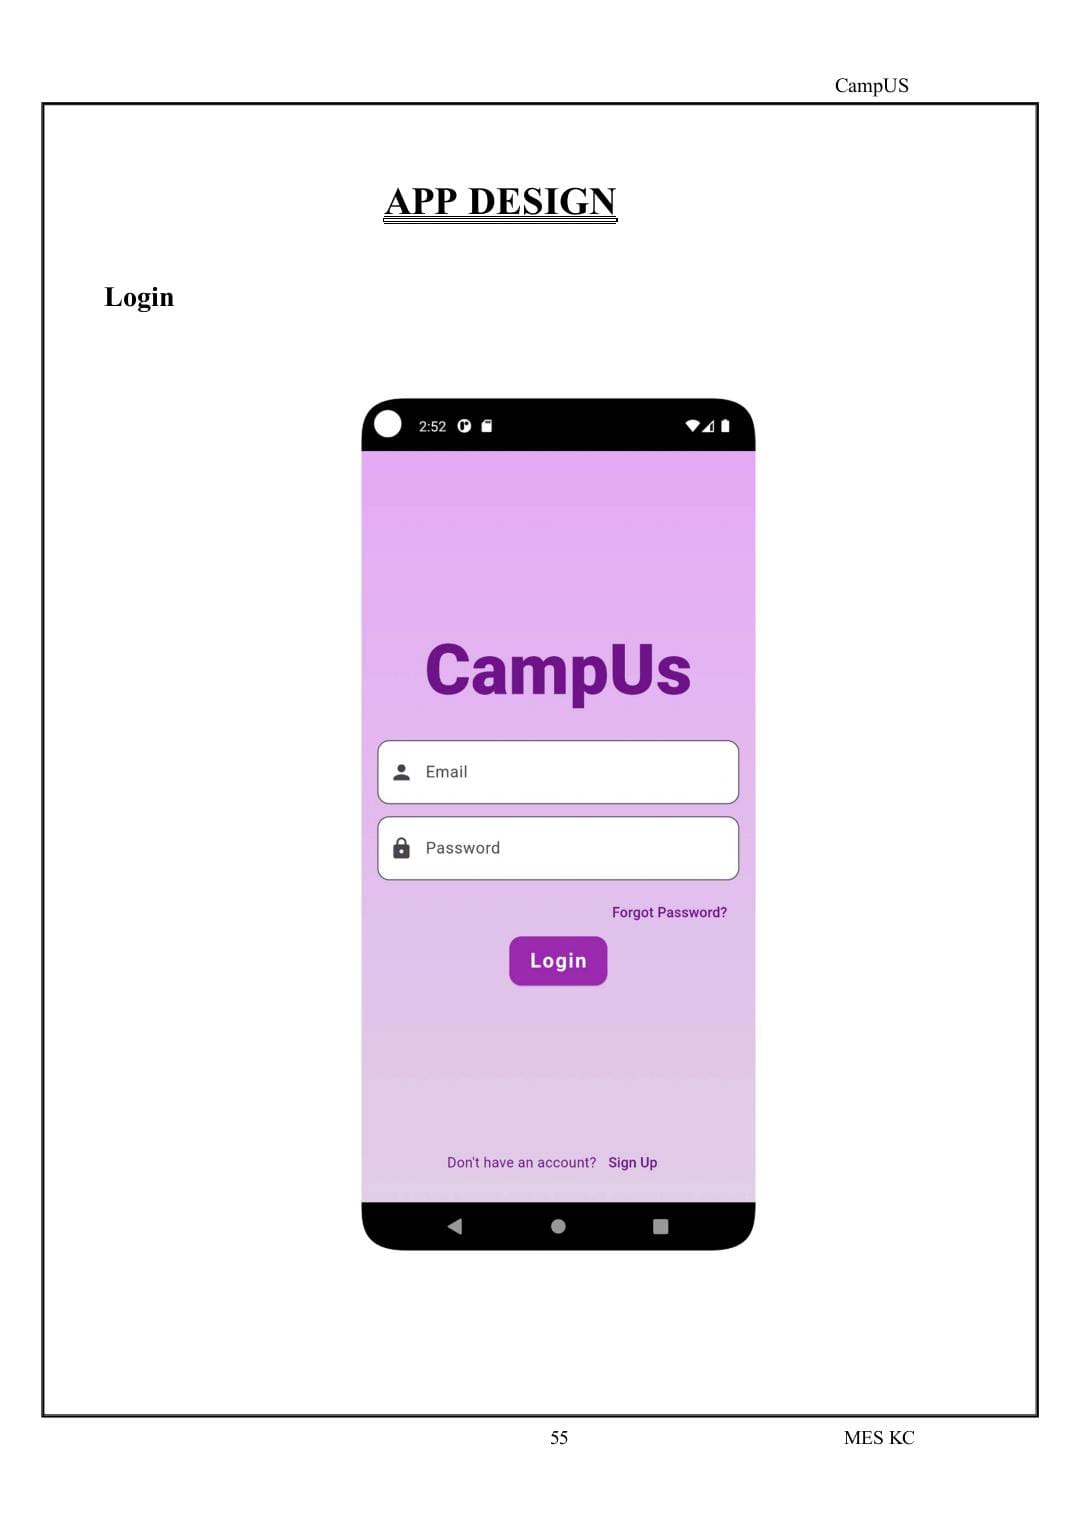 CampUS
APP DESIGN
Login
2:52
CampUs
Email
Password
Forgot Password?
Login
Don't have an account? Sign Up
55 MES KC